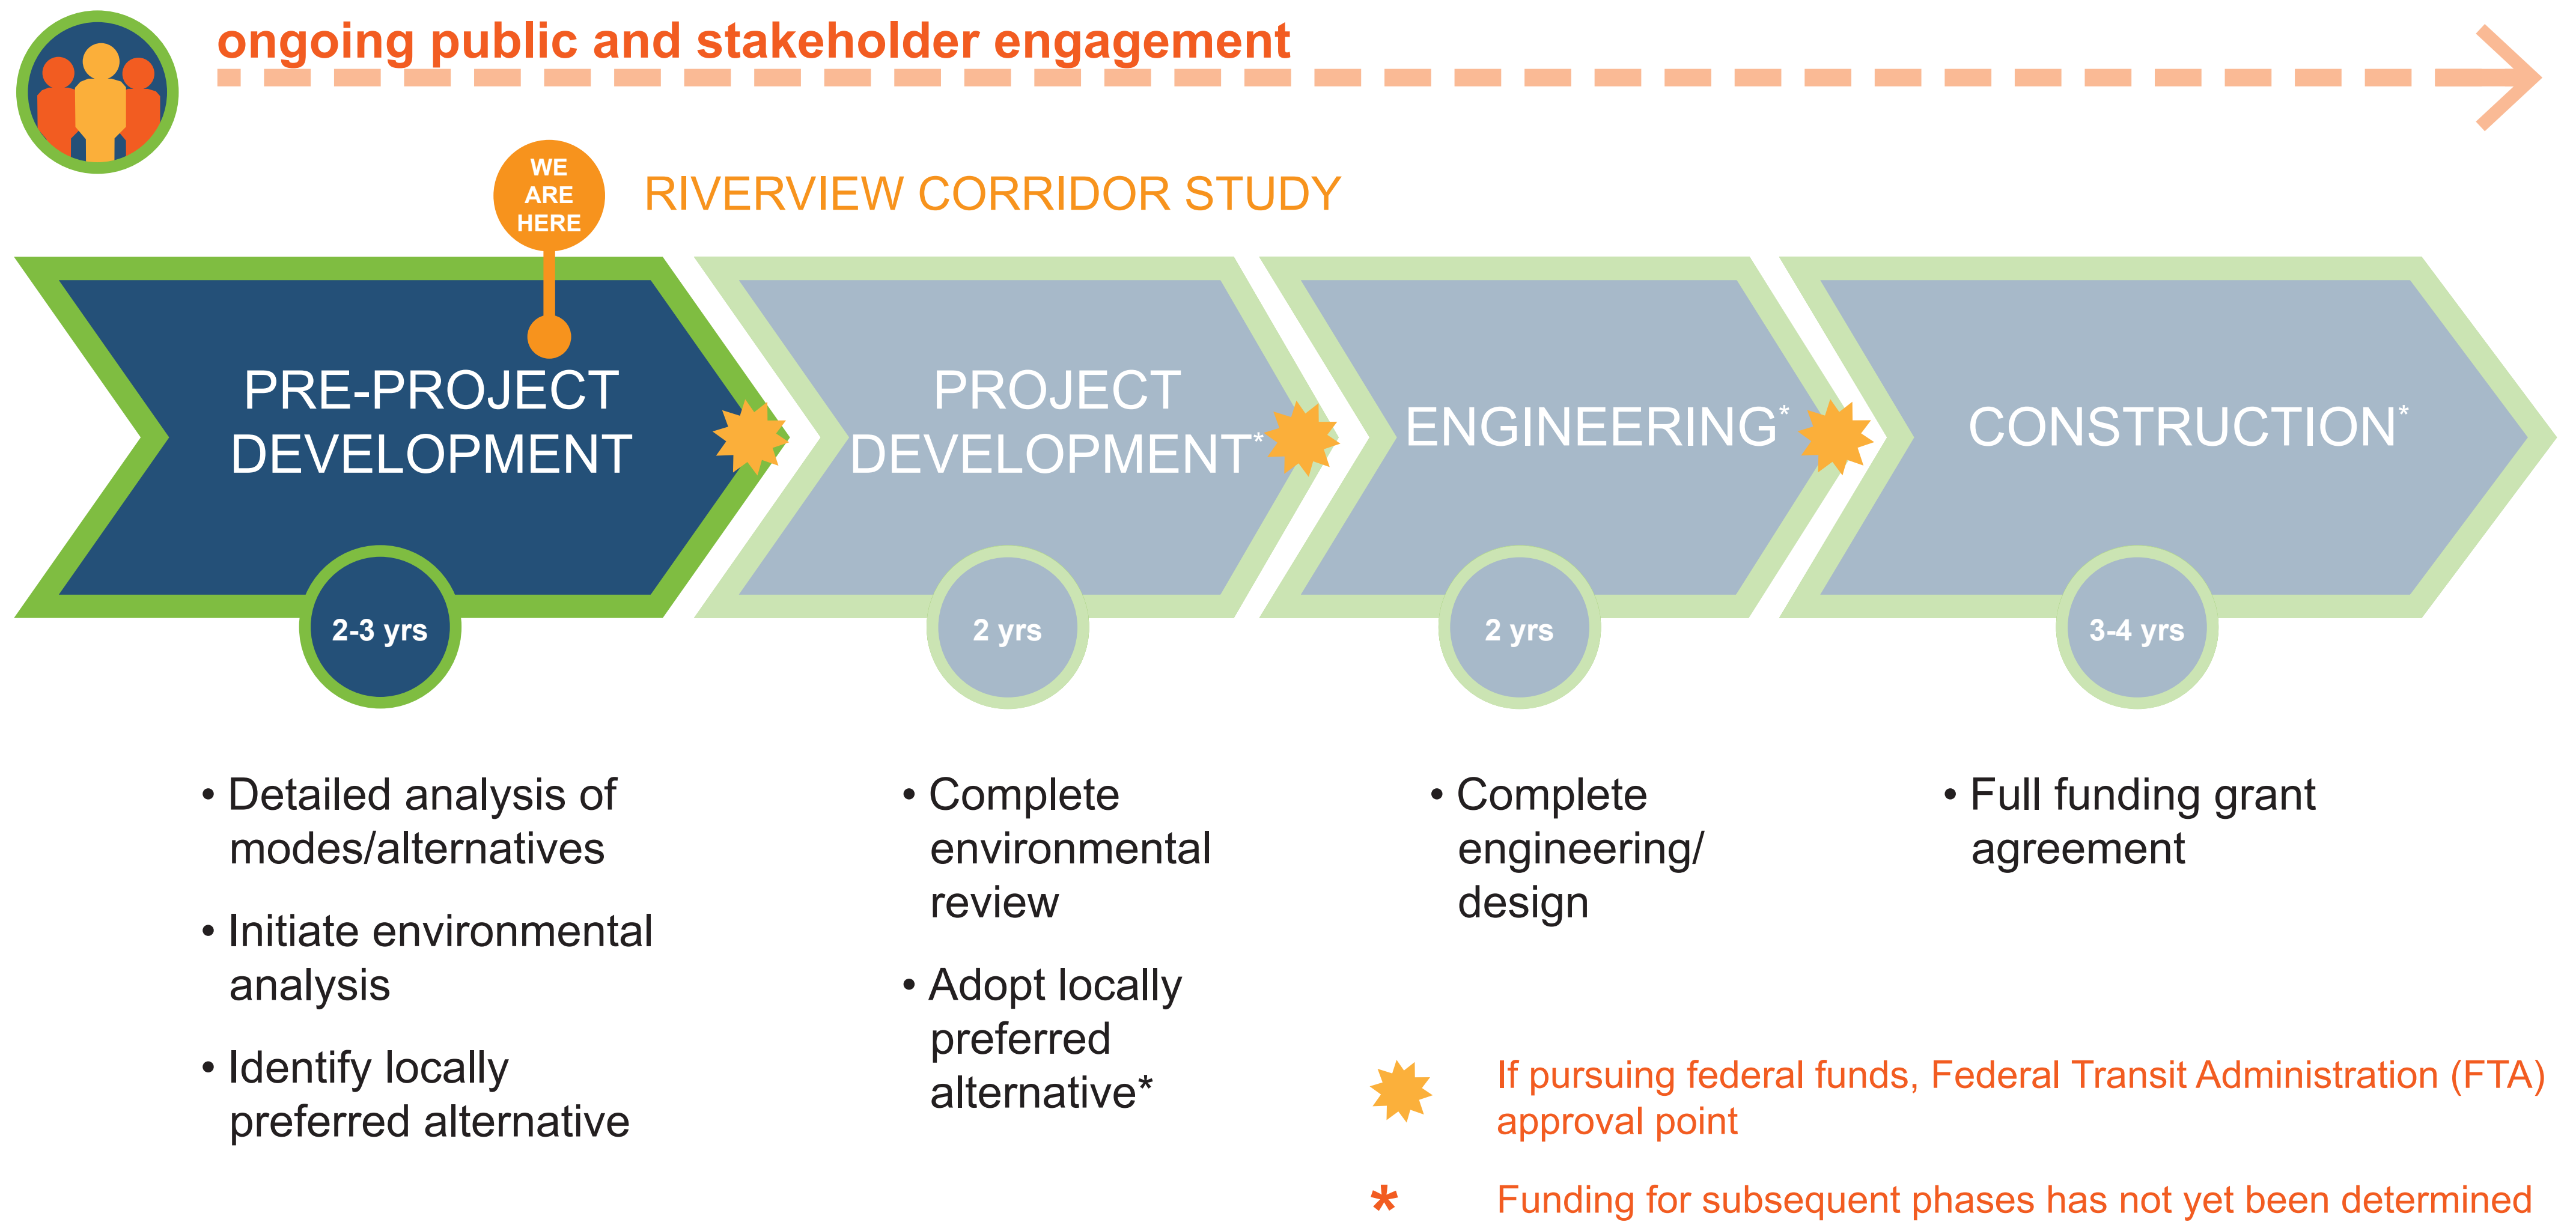 ongoing public and stakeholder engagement
WE
ARE
HERE
RIVERVIEW CORRIDOR STUDY
PRE-PROJECT
DEVELOPMENT
2-3 yrs
• Detailed analysis of
modes/alternatives
• Initiate environmental
analysis
• Identify locally
preferred alternative
PROJECT
DEVELOPMENT*
2 yrs
• Complete
environmental
review
• Adopt locally
preferred
alternative*
ENGINEERING*
2 yrs
• Complete
engineering/
design
CONSTRUCTION*
3-4 yrs
• Full funding grant
agreement
If pursuing federal funds, Federal Transit Administration (FTA)
approval point
* Funding for subsequent phases has not yet been determined